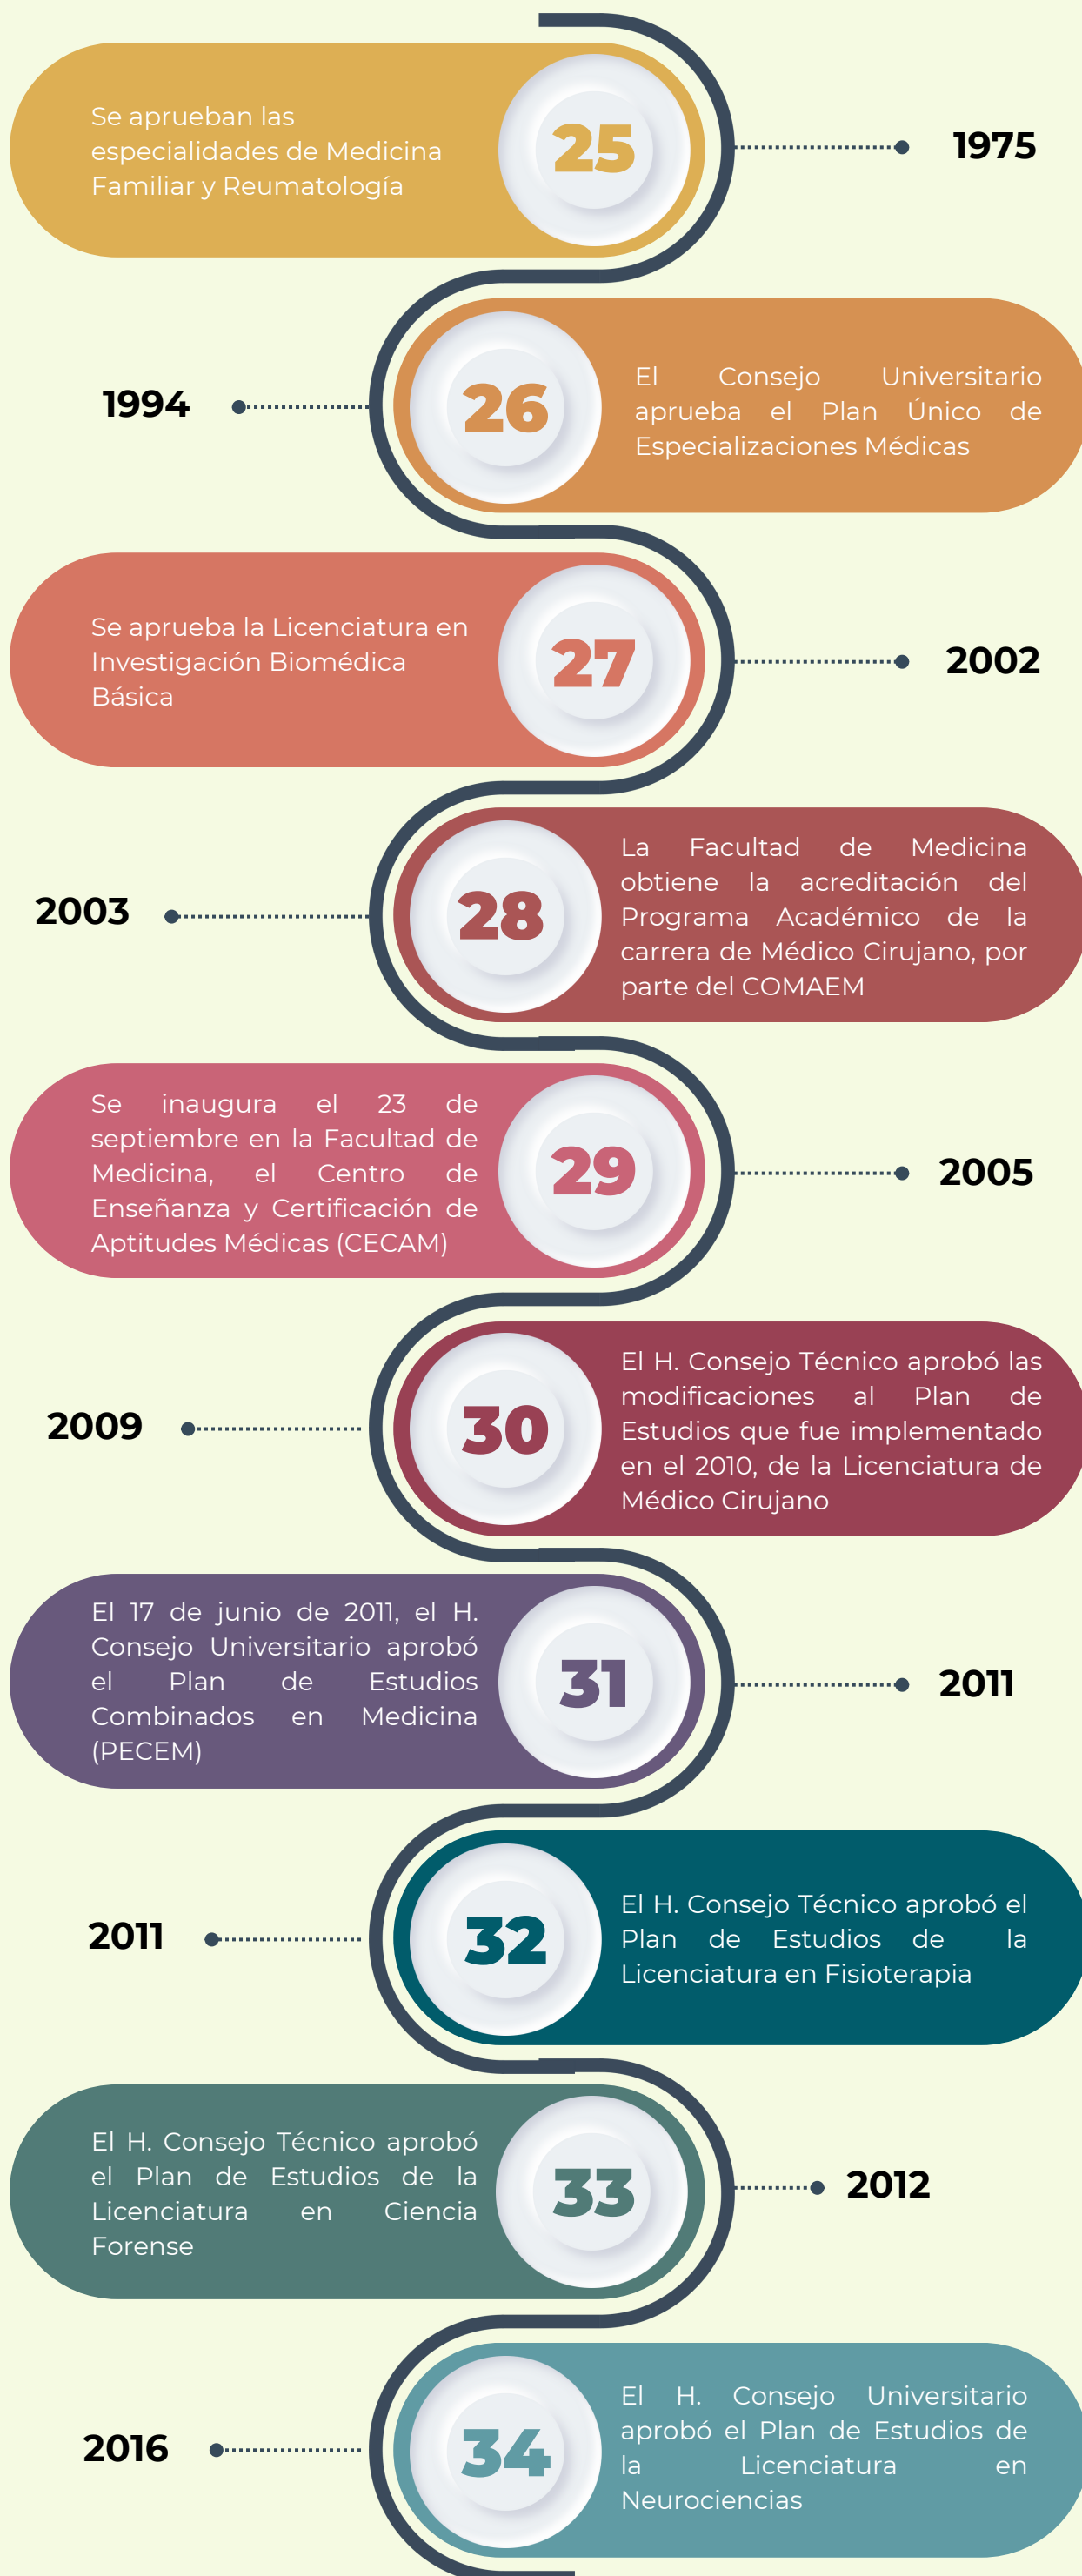 Se aprueban las
especialidades de Medicina
Familiar y Reumatología
25
1975
1994
26
El Consejo Universitario
aprueba el Plan Único de
Especializaciones Médicas
Se aprueba la Licenciatura en
Investigación Biomédica
Básica
27
2002
2003
28
La Facultad de Medicina
obtiene la acreditación del
Programa Académico de la
carrera de Médico Cirujano, por
parte del COMAEM
Se inaugura el 23 de
septiembre en la Facultad de
Medicina, el Centro de
Enseñanza y Certificación de
Aptitudes Médicas (CECAM)
29
2005
2009
30
El H. Consejo Técnico aprobó las
modificaciones al Plan de
Estudios que fue implementado
en el 2010, de la Licenciatura de
Médico Cirujano
El 17 de junio de 2011, el H.
Consejo Universitario aprobó
el Plan de Estudios
Combinados en Medicina
(PECEM)
31
2011
2011
32
El H. Consejo Técnico aprobó el
Plan de Estudios de la
Licenciatura en Fisioterapia
El H. Consejo Técnico aprobó
el Plan de Estudios de la
Licenciatura en Ciencia
Forense
33
2012
2016
34
El H. Consejo Universitario
aprobó el Plan de Estudios de
la Licenciatura en
Neurociencias